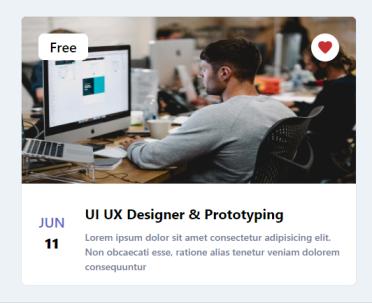 Free
JUN
11
UI UX Designer & Prototyping
Lorem ipsum dolor sit amet consectetur adipisicing elit.
Non obcaecati esse, ratione alias tenetur veniam dolorem
consequuntur